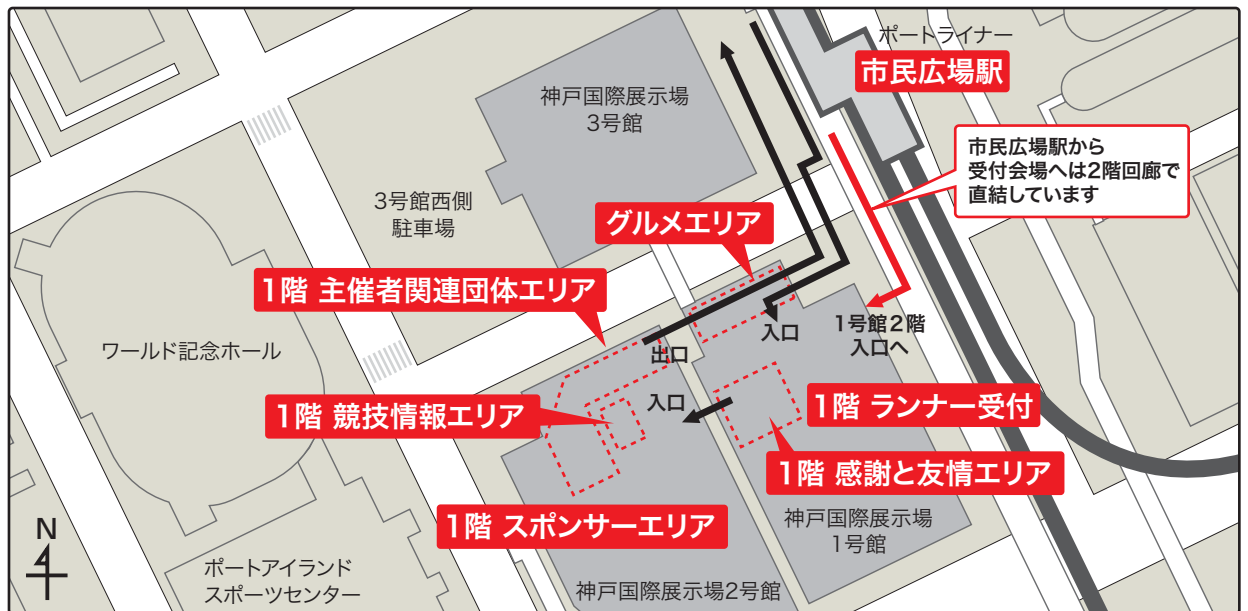 ポートライナー
市民広場駅
神戸国際展示場
3号館
市民広場駅から
受付会場へは2階回廊で
直結しています
3号館西側
駐車場
グルメエリア
1階 主催者関連団体エリア
入口
1号館2階
入口へ
ワールド記念ホール
出口
入口
1階 競技情報エリア
1階 ランナー受付
1階 感謝と友情エリア
1階 スポンサーエリア
神戸国際展示場
1号館
N
ポートアイランド
スポーツセンター
神戸国際展示場2号館